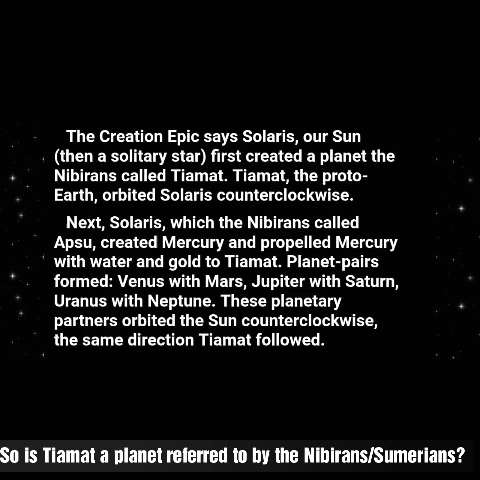 The Creation Epic says Solaris, our Sun
(then a solitary star) first created a planet the
Nibirans called Tiamat. Tiamat, the proto-
Earth, orbited Solaris counterclockwise.
Next, Solaris, which the Nibirans called
Apsu, created Mercury and propelled Mercury
with water and gold to Tiamat. Planet-pairs
formed: Venus with Mars, Jupiter with Saturn,
Uranus with Neptune. These planetary
partners orbited the Sun counterclockwise,
the same direction Tiamat followed.
So is Tiamat a planet referred to by the Nibirans/Sumerians?